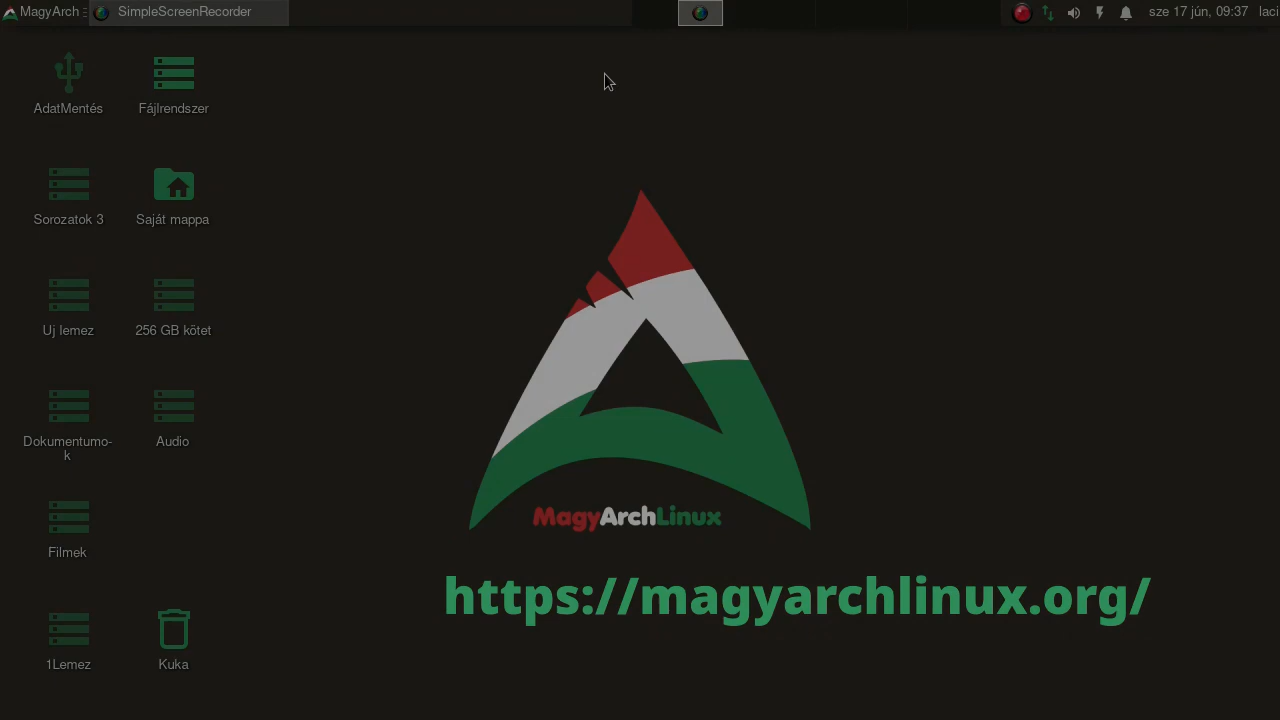 MagyArch
SimpleScreenRecorder
sze 17 jún, 09:37
laci
AdatMentés
Fájlrendszer
Sorozatok 3
Saját mappa
Uj lemez
256 GB kötet
Dokumentumo-
k
Audio
Filmek
1Lemez
Kuka
MagyArchLinux
https://magyarchlinux.org/